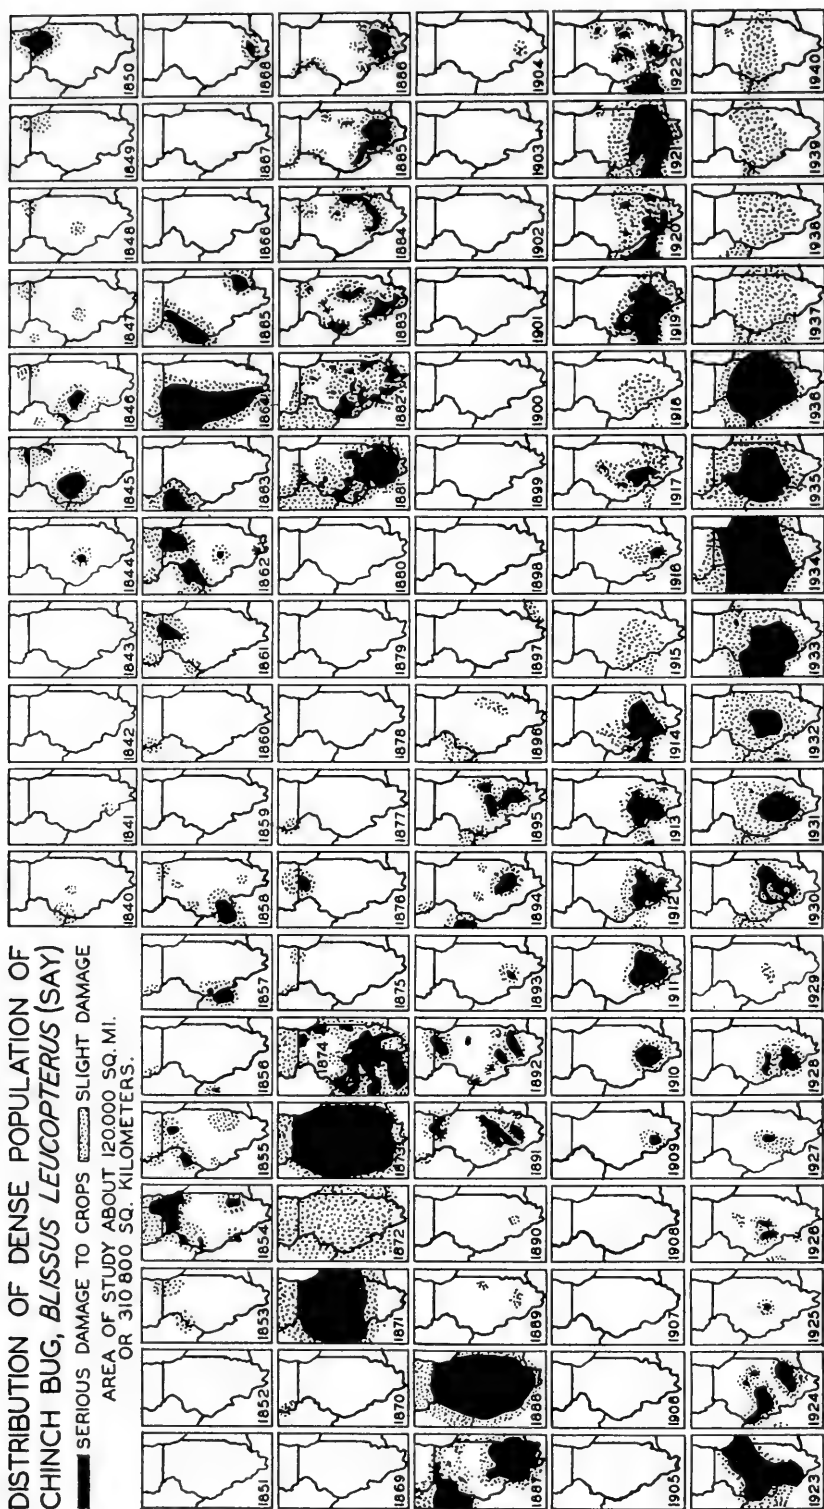 DISTRIBUTION OF DENSE POPULATION OF
CHINCH BUG, BLISSUS LEUCOPTERUS (SAY)
SERIOUS DAMAGE TO CROPS SLIGHT DAMAGE
AREA OF STUDY ABOUT 120,000 SQ. MI.
OR 310 800 SQ. KILOMETERS.
1840 1841 1842 1843 1844 1845 1846 1847 1848 1849 1850
1851 1852 1853 1854 1855 1856 1857 1858 1859 1860 1861 1862 1863 1864 1865 1866 1867 1868
1869 1870 1871 1872 1873 1874 1875 1876 1877 1878 1879 1880 1881 1882 1883 1884 1885 1886
1887 1888 1889 1890 1891 1892 1893 1894 1895 1896 1897 1898 1899 1900 1901 1902 1903 1904
1905 1906 1907 1908 1909 1910 1911 1912 1913 1914 1915 1916 1917 1918 1919 1920 1921 1922
1923 1924 1925 1926 1927 1928 1929 1930 1931 1932 1933 1934 1935 1936 1937 1938 1939 1940